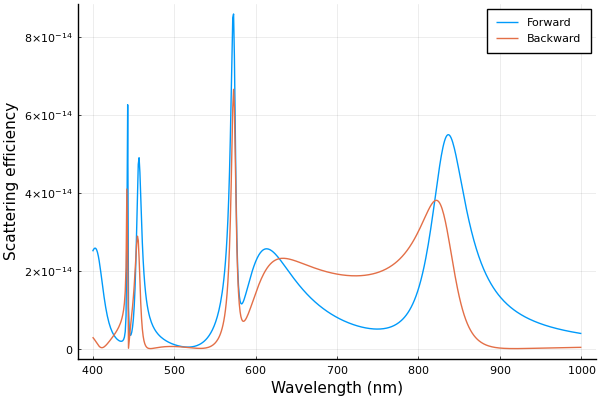 Forward
Backward
8×10⁻¹⁴
6×10⁻¹⁴
4×10⁻¹⁴
2×10⁻¹⁴
0
Scattering efficiency
400 500 600 700 800 900 1000
Wavelength (nm)